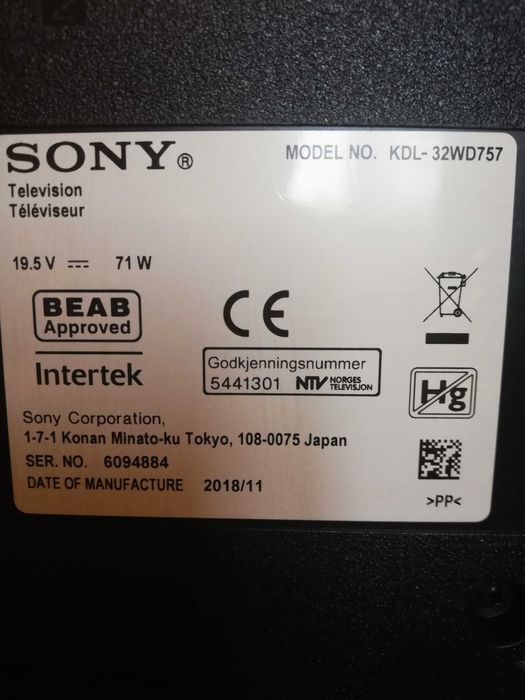 SONY®
MODEL NO. KDL-32WD757
Television
Téléviseur
19.5 V ⎓ 71 W
BEAB
Approved
CE
Intertek
Godkjenningsnummer
5441301 NTV NORGES TELEVISJON
Hg
Sony Corporation,
1-7-1 Konan Minato-ku Tokyo, 108-0075 Japan
SER. NO. 6094884
DATE OF MANUFACTURE 2018/11
>PP<